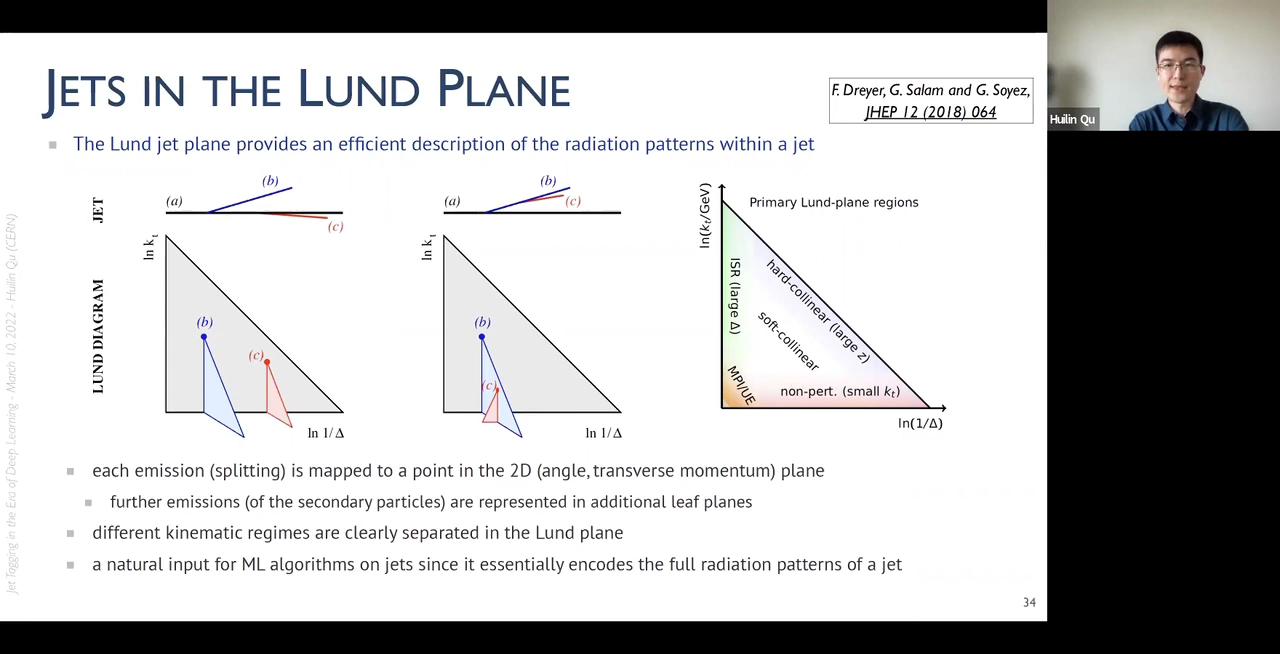 JETS IN THE LUND PLANE
F. Dreyer, G. Salam and G. Soyez,
JHEP 12 (2018) 064
Huilin Qu
The Lund jet plane provides an efficient description of the radiation patterns within a jet
JET
(a)
(b)
(c)
(a)
(b)
(c)
LUND DIAGRAM
ln kt
(b)
(c)
ln 1/Δ
ln kt
(b)
(c)
ln 1/Δ
ln(kt/GeV)
Primary Lund-plane regions
ISR (large Δ)
hard-collinear (large z)
soft-collinear
MPI/UE
non-pert. (small kt)
ln(1/Δ)
each emission (splitting) is mapped to a point in the 2D (angle, transverse momentum) plane
further emissions (of the secondary particles) are represented in additional leaf planes
different kinematic regimes are clearly separated in the Lund plane
a natural input for ML algorithms on jets since it essentially encodes the full radiation patterns of a jet
Jet Tagging in the Era of Deep Learning - March 10, 2022 - Huilin Qu (CERN)
34